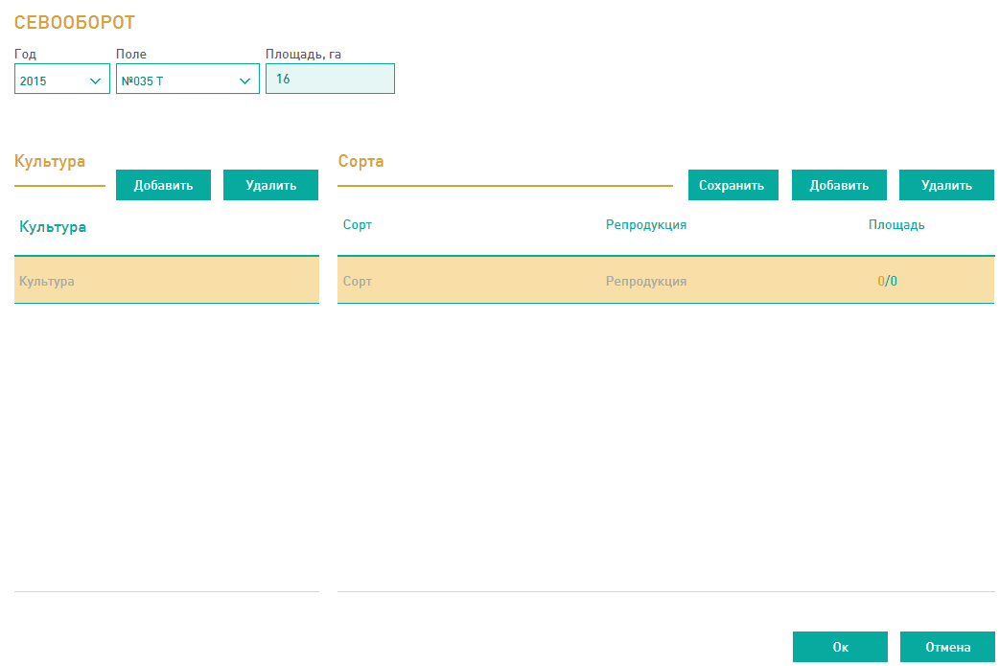 СЕВООБОРОТ
Год Поле Площадь, га
2015 №035 Т 16
Культура Добавить Удалить Сорта Сохранить Добавить Удалить
Культура Сорт Репродукция Площадь
Культура Сорт Репродукция 0/0
Ок Отмена